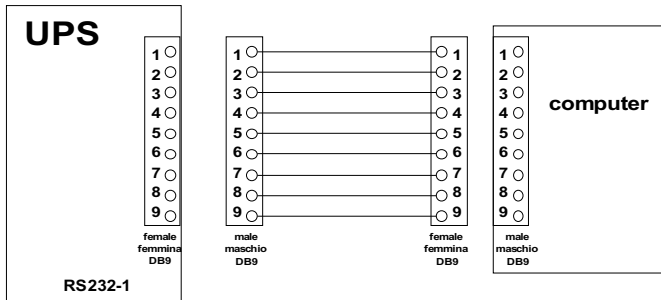 UPS
1 1 1 1
2 2 2 2
3 3 3 3
4 4 4 4
5 5 5 5
6 6 6 6
7 7 7 7
8 8 8 8
9 9 9 9
computer
female
femmina
DB9
male
maschio
DB9
female
femmina
DB9
male
maschio
DB9
RS232-1